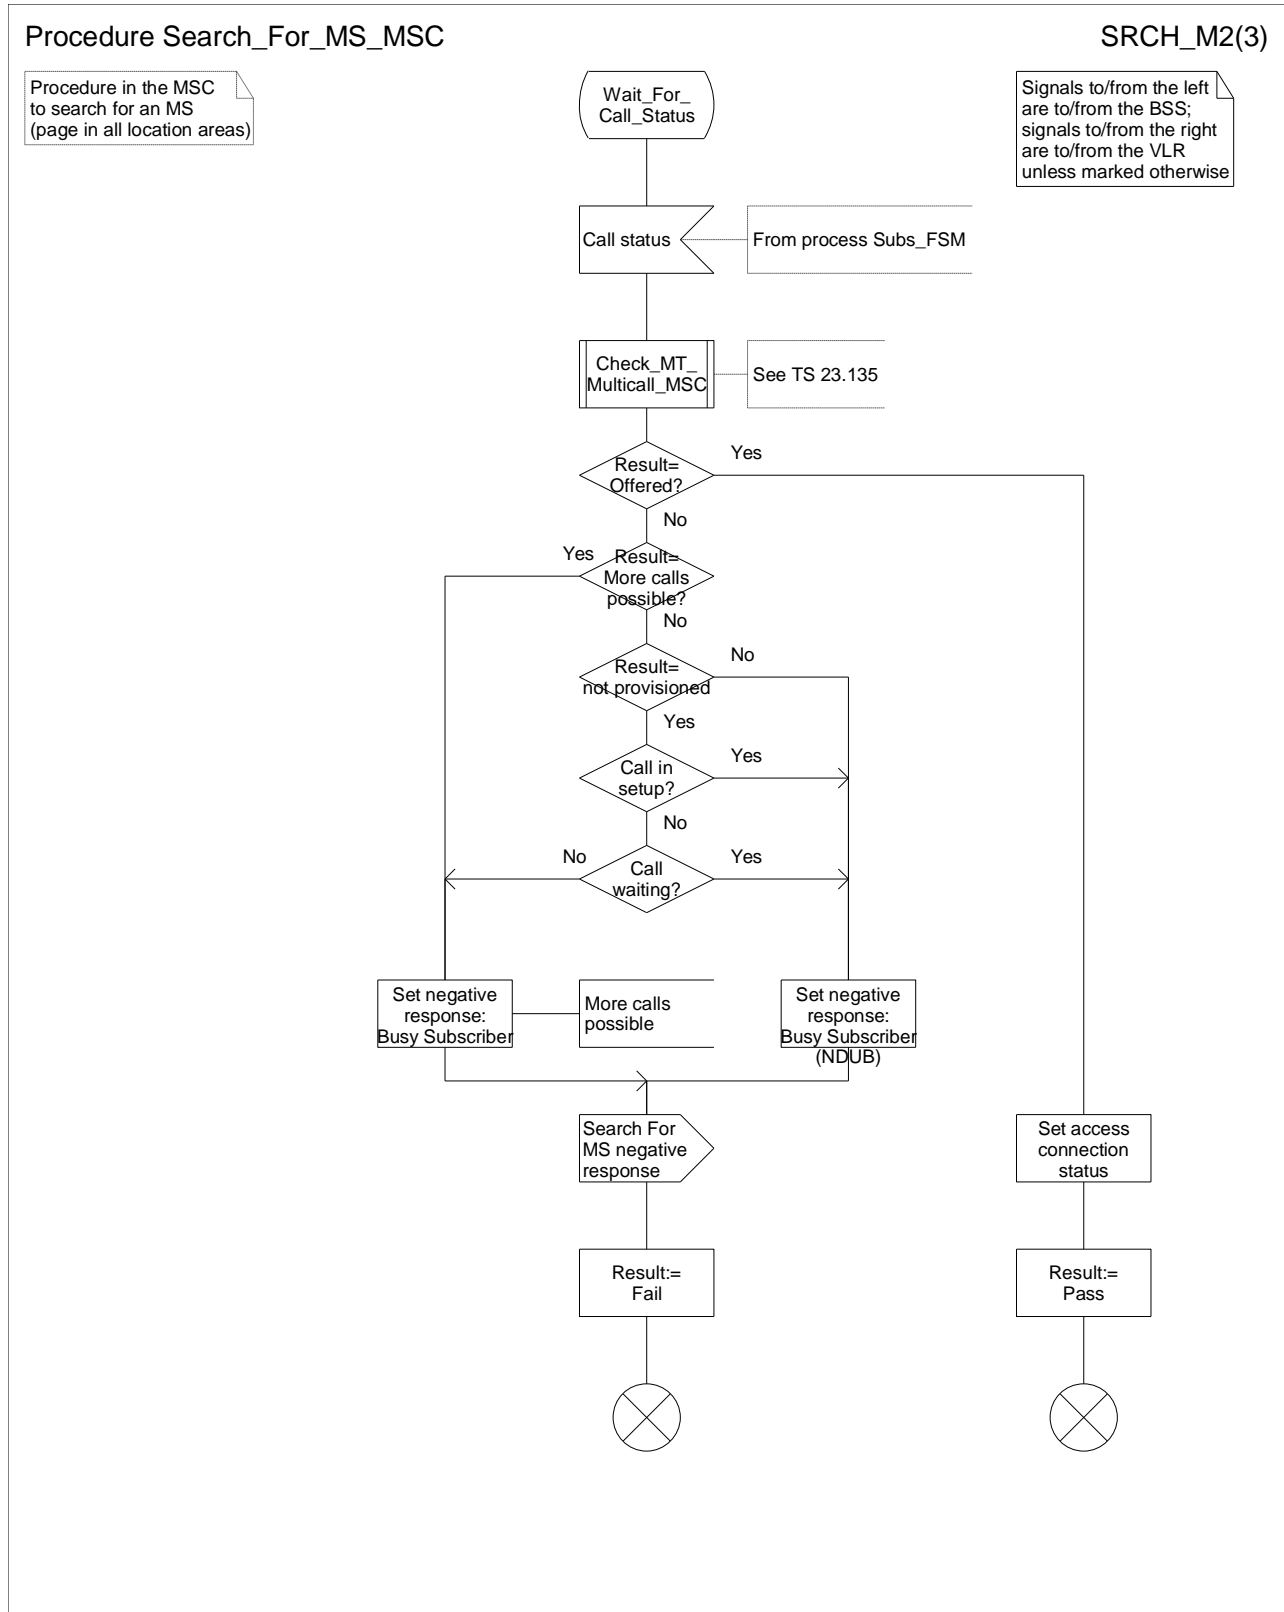 Procedure Search_For_MS_MSC
SRCH_M2(3)
Procedure in the MSC
to search for an MS
(page in all location areas)
Wait_For_
Call_Status
Signals to/from the left
are to/from the BSS;
signals to/from the right
are to/from the VLR
unless marked otherwise
Call status
From process Subs_FSM
Check_MT_
Multicall_MSC
See TS 23.135
Result=
Offered?
Yes
No
Yes
Result=
More calls
possible?
No
Result=
not provisioned
No
Yes
Call in
setup?
Yes
No
No
Call
waiting?
Yes
Set negative
response:
Busy Subscriber
More calls
possible
Set negative
response:
Busy Subscriber
(NDUB)
Search For
MS negative
response
Set access
connection
status
Result:=
Fail
Result:=
Pass